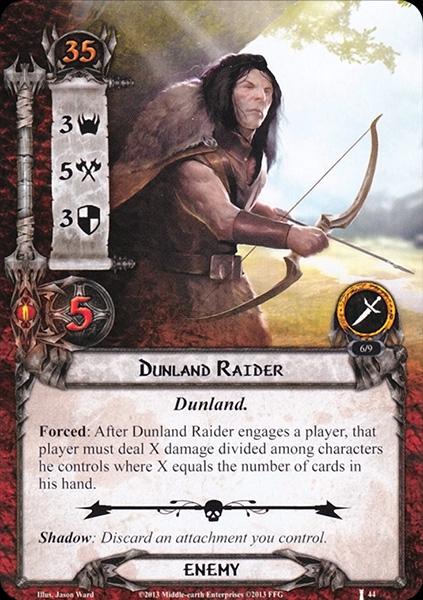 35
3
5
3
5
6/9
DUNLAND RAIDER
Dunland.
Forced: After Dunland Raider engages a player, that
player must deal X damage divided among characters
he controls where X equals the number of cards in
his hand.
Shadow: Discard an attachment you control.
ENEMY
Illus. Jason Ward ©2013 Middle-earth Enterprises ©2013 FFG 44